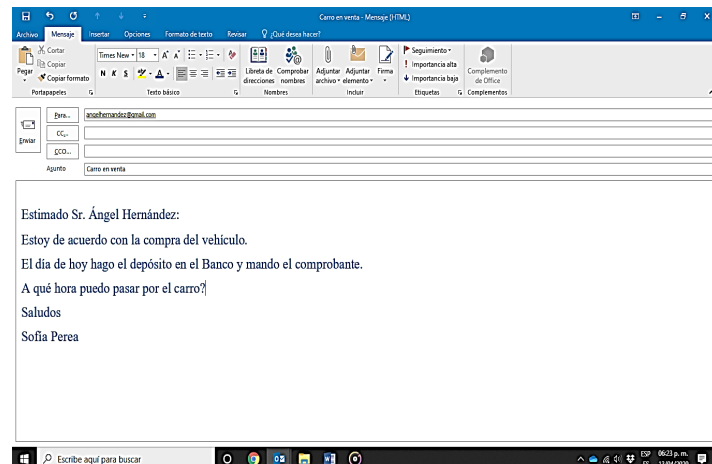 Carro en venta - Mensaje (HTML)
Archivo Mensaje Insertar Opciones Formato de texto Revisar ¿Qué desea hacer?
Pegar
Cortar
Copiar
Copiar formato
Portapapeles
Times New 18
N K S
Texto básico
Libreta de direcciones
Comprobar nombres
Nombres
Adjuntar archivo
Adjuntar elemento
Firma
Incluir
Seguimiento
Importancia alta
Importancia baja
Etiquetas
Complemento de Office
Complementos
Enviar
Para... angelhernandez@gmail.com
CC...
CCO...
Asunto Carro en venta
Estimado Sr. Ángel Hernández:
Estoy de acuerdo con la compra del vehículo.
El día de hoy hago el depósito en el Banco y mando el comprobante.
A qué hora puedo pasar por el carro?
Saludos
Sofía Perea
Escribe aquí para buscar
ESP 06:23 p. m.
ES 13/04/2020